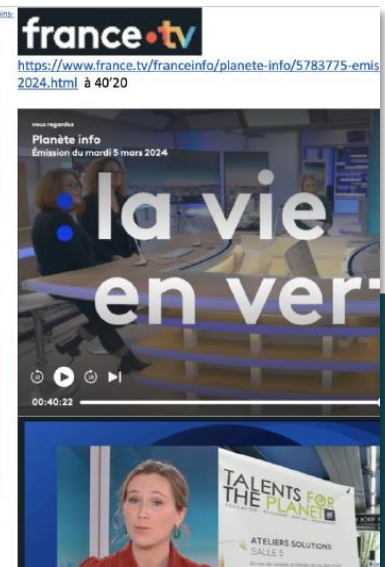 ins-
france•tv
https://www.france.tv/franceinfo/planete-info/5783775-emis
2024.html à 40'20
vous regardez
Planète info
Émission du mardi 5 mars 2024
la vie
en ver
00:40:22
TALENTS FOR
THE PLANET
ATELIERS SOLUTIONS
SALLE 5